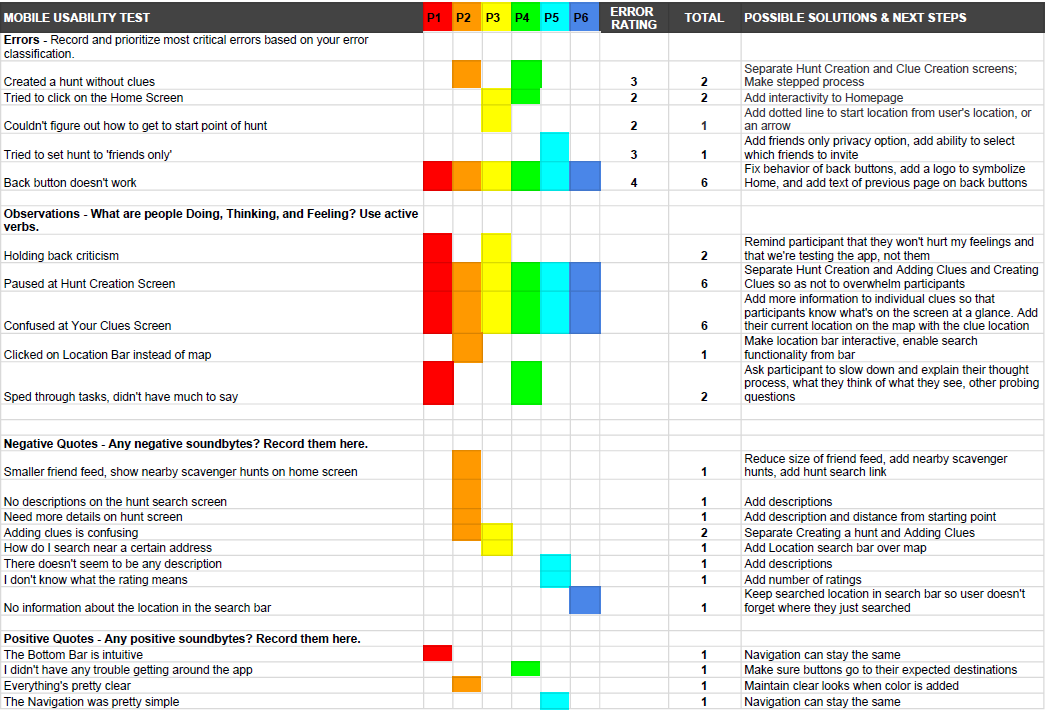 MOBILE USABILITY TEST P1 P2 P3 P4 P5 P6 ERROR RATING TOTAL POSSIBLE SOLUTIONS & NEXT STEPS
Errors - Record and prioritize most critical errors based on your error
classification.
Created a hunt without clues 3 2 Separate Hunt Creation and Clue Creation screens;
Make stepped process
Tried to click on the Home Screen 2 2 Add interactivity to Homepage
Couldn't figure out how to get to start point of hunt 2 1 Add dotted line to start location from user's location, or
an arrow
Tried to set hunt to 'friends only' 3 1 Add friends only privacy option, add ability to select
which friends to invite
Back button doesn't work 4 6 Fix behavior of back buttons, add a logo to symbolize
Home, and add text of previous page on back buttons
Observations - What are people Doing, Thinking, and Feeling? Use active
verbs.
Holding back criticism 2 Remind participant that they won't hurt my feelings and
that we're testing the app, not them
Paused at Hunt Creation Screen 6 Separate Hunt Creation and Adding Clues and Creating
Clues so as not to overwhelm participants
Confused at Your Clues Screen 6 Add more information to individual clues so that
participants know what's on the screen at a glance. Add
their current location on the map with the clue location
Clicked on Location Bar instead of map 1 Make location bar interactive, enable search
functionality from bar
Sped through tasks, didn't have much to say 2 Ask participant to slow down and explain their thought
process, what they think of what they see, other probing
questions
Negative Quotes - Any negative soundbytes? Record them here.
Smaller friend feed, show nearby scavenger hunts on home screen 1 Reduce size of friend feed, add nearby scavenger
hunts, add hunt search link
No descriptions on the hunt search screen 1 Add descriptions
Need more details on hunt screen 1 Add description and distance from starting point
Adding clues is confusing 2 Separate Creating a hunt and Adding Clues
How do I search near a certain address 1 Add Location search bar over map
There doesn't seem to be any description 1 Add descriptions
I don't know what the rating means 1 Add number of ratings
No information about the location in the search bar 1 Keep searched location in search bar so user doesn't
forget where they just searched
Positive Quotes - Any positive soundbytes? Record them here.
The Bottom Bar is intuitive 1 Navigation can stay the same
I didn't have any trouble getting around the app 1 Make sure buttons go to their expected destinations
Everything's pretty clear 1 Maintain clear looks when color is added
The Navigation was pretty simple 1 Navigation can stay the same